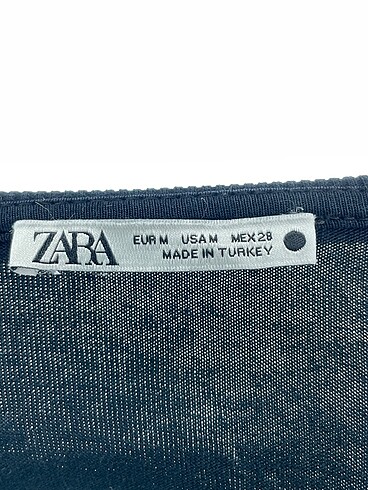 ZARA
EUR M USA M MEX 28
MADE IN TURKEY